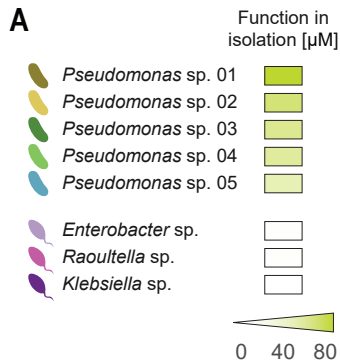 A
Function in
isolation [µM]
Pseudomonas sp. 01
Pseudomonas sp. 02
Pseudomonas sp. 03
Pseudomonas sp. 04
Pseudomonas sp. 05
Enterobacter sp.
Raoultella sp.
Klebsiella sp.
0 40 80